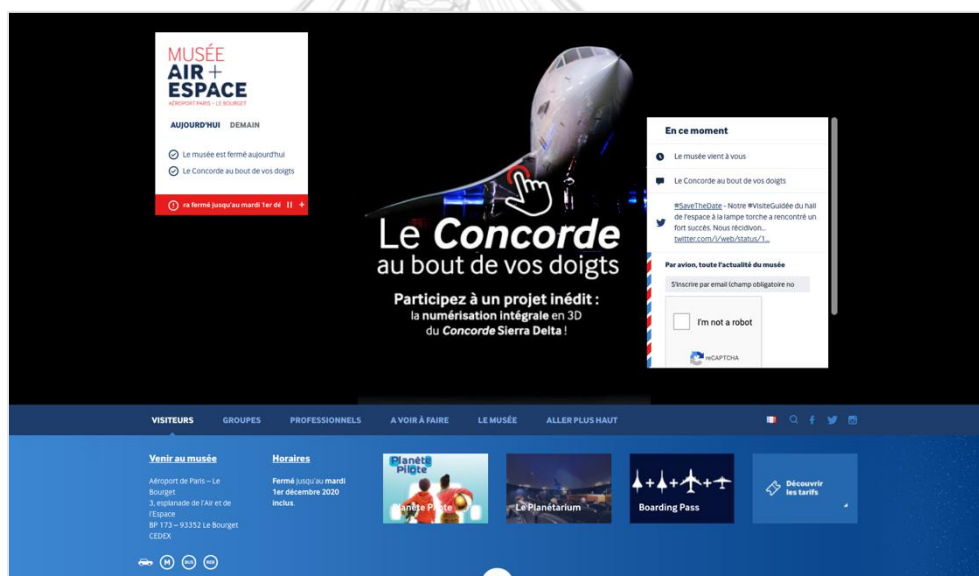 MUSÉE
AIR +
ESPACE
AÉROPORT PARIS - LE BOURGET
AUJOURD'HUI DEMAIN
Le musée est fermé aujourd'hui
Le Concorde au bout de vos doigts
ra fermé jusqu'au mardi 1er dé
Le Concorde
au bout de vos doigts
Participez à un projet inédit :
la numérisation intégrale en 3D
du Concorde Sierra Delta !
En ce moment
Le musée vient à vous
Le Concorde au bout de vos doigts
#SaveTheDate - Notre #VisiteGuidée du hall
de l'espace à la lampe torche a rencontré un
fort succès. Nous récidivon...
twitter.com/i/web/status/1...
Par avion, toute l'actualité du musée
S'inscrire par email (champ obligatoire no
I'm not a robot
reCAPTCHA
VISITEURS GROUPES PROFESSIONNELS A VOIR À FAIRE LE MUSÉE ALLER PLUS HAUT
Venir au musée
Aéroport de Paris – Le
Bourget
3, esplanade de l'Air et de
l'Espace
BP 173 – 93352 Le Bourget
CEDEX
M BUS RER
Horaires
Fermé jusqu'au mardi
1er décembre 2020
inclus.
Planète
Pilote
Planète Pilote
Le Planétarium
Boarding Pass
Découvrir
les tarifs